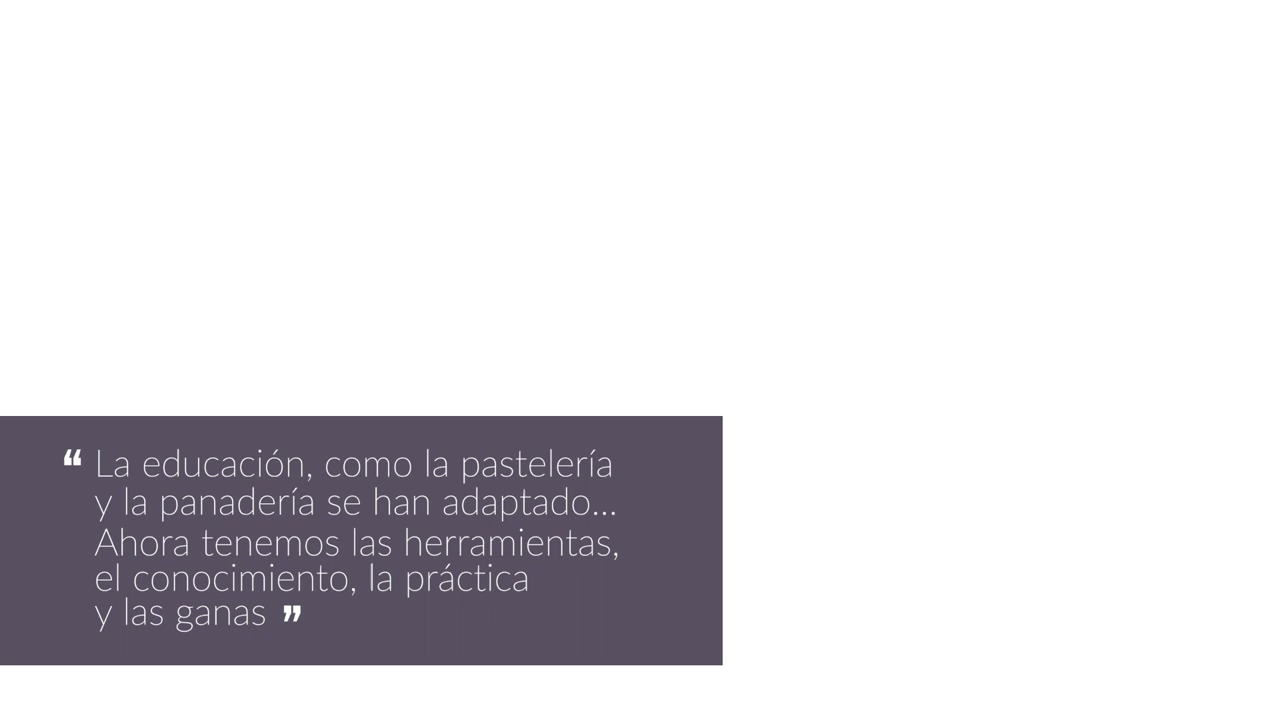 ❝ La educación, como la pastelería
y la panadería se han adaptado...
Ahora tenemos las herramientas,
el conocimiento, la práctica
y las ganas ❞